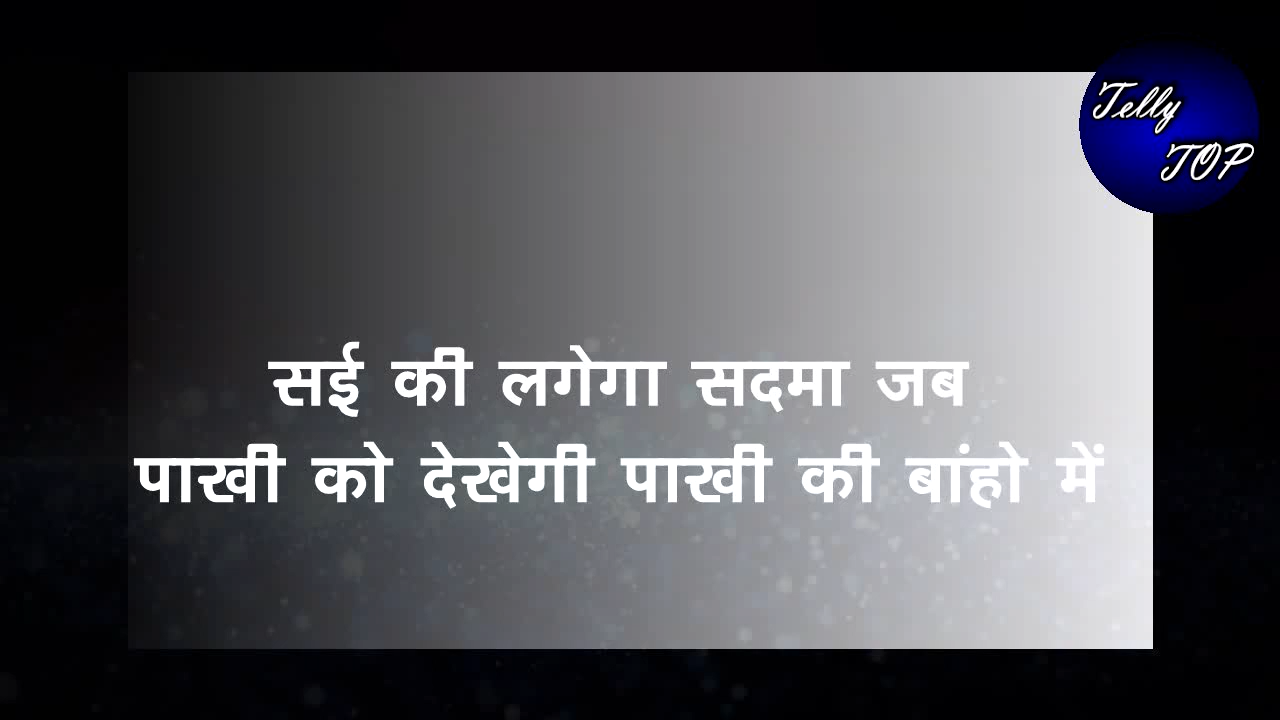 Telly
TOP
सई की लगेगा सदमा जब
पाखी को देखेगी पाखी की बांहो में